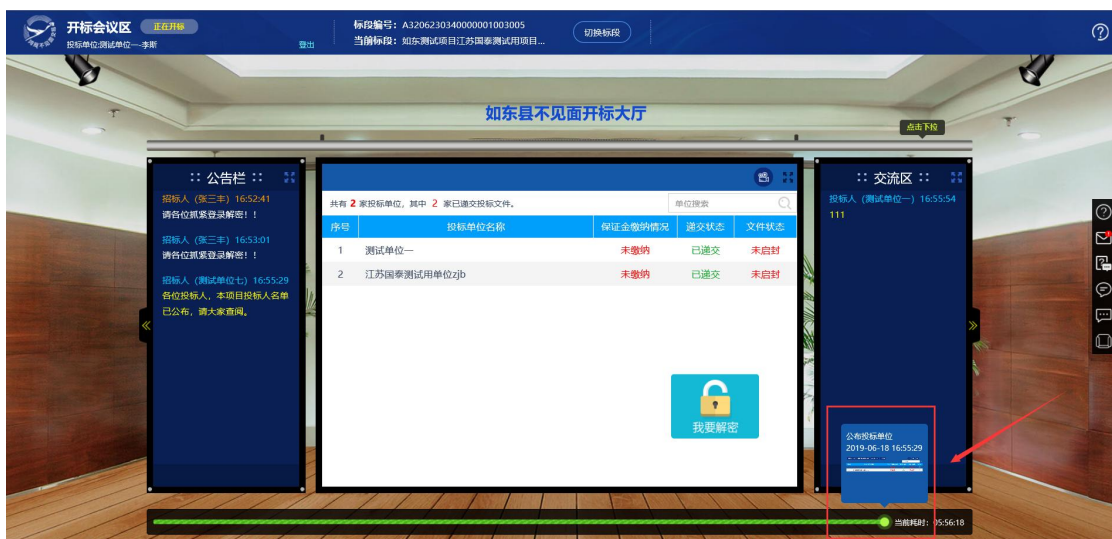 开标会议区 正在开标
投标单位:测试单位一-李斯 登出
标段编号：A3206230340000001003005
当前标段：如东测试项目江苏国泰测试用项目...
切换标段
如东县不见面开标大厅
点击下拉
:: 公告栏 ::
招标人（张三丰）16:52:41
请各位抓紧登录解密！！
招标人（张三丰）16:53:01
请各位抓紧登录解密！！
招标人（测试单位七）16:55:29
各位投标人，本项目投标人名单
已公布，请大家查阅。
共有 2 家投标单位，其中 2 家已递交投标文件。 单位搜索
序号 投标单位名称 保证金缴纳情况 递交状态 文件状态
1 测试单位一 未缴纳 已递交 未启封
2 江苏国泰测试用单位zjb 未缴纳 已递交 未启封
我要解密
:: 交流区 ::
投标人（测试单位一）16:55:54
111
公布投标单位
2019-06-18 16:55:29
当前耗时：05:56:18